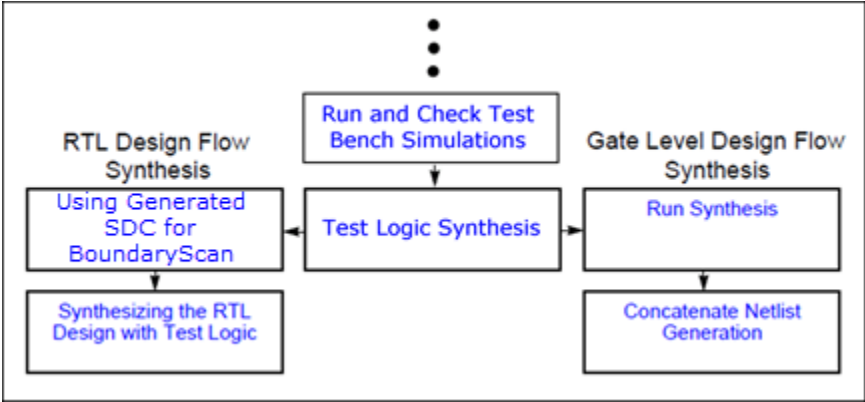 Run and Check Test
Bench Simulations
RTL Design Flow
Synthesis
Gate Level Design Flow
Synthesis
Using Generated
SDC for
BoundaryScan
Test Logic Synthesis
Run Synthesis
Synthesizing the RTL
Design with Test Logic
Concatenate Netlist
Generation